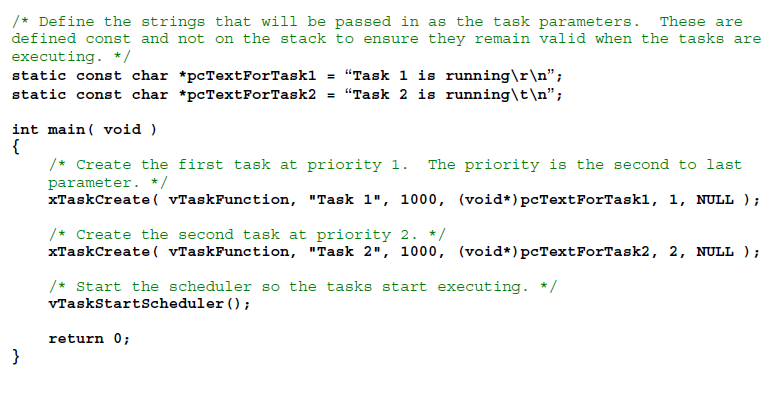 /* Define the strings that will be passed in as the task parameters.  These are
defined const and not on the stack to ensure they remain valid when the tasks are
executing. */
static const char *pcTextForTask1 = “Task 1 is running\r\n”;
static const char *pcTextForTask2 = “Task 2 is running\t\n”;

int main( void )
{
    /* Create the first task at priority 1.  The priority is the second to last
    parameter. */
    xTaskCreate( vTaskFunction, "Task 1", 1000, (void*)pcTextForTask1, 1, NULL );

    /* Create the second task at priority 2. */
    xTaskCreate( vTaskFunction, "Task 2", 1000, (void*)pcTextForTask2, 2, NULL );

    /* Start the scheduler so the tasks start executing. */
    vTaskStartScheduler();

    return 0;
}